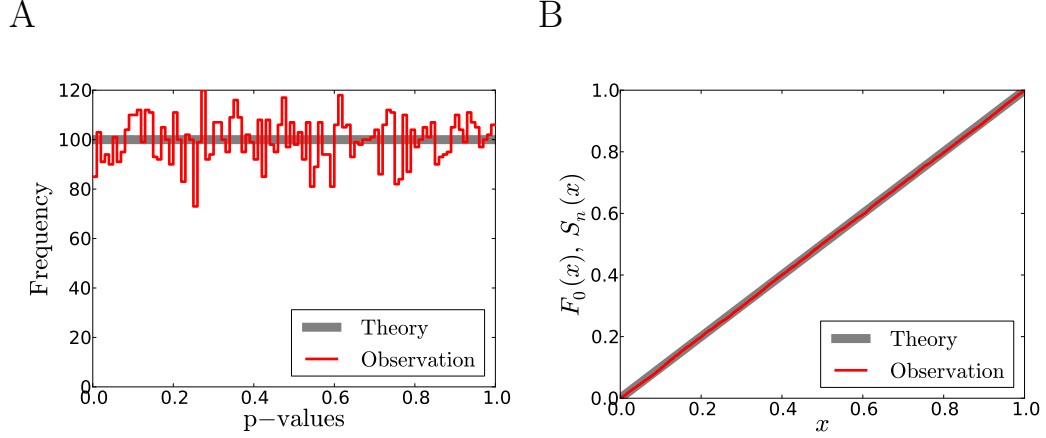 A
120
100
80
60
40
20
0
Frequency
0.0 0.2 0.4 0.6 0.8 1.0
p−values
Theory
Observation
B
1.0
0.8
0.6
0.4
0.2
0.0
F₀(x), Sₙ(x)
0.0 0.2 0.4 0.6 0.8 1.0
x
Theory
Observation